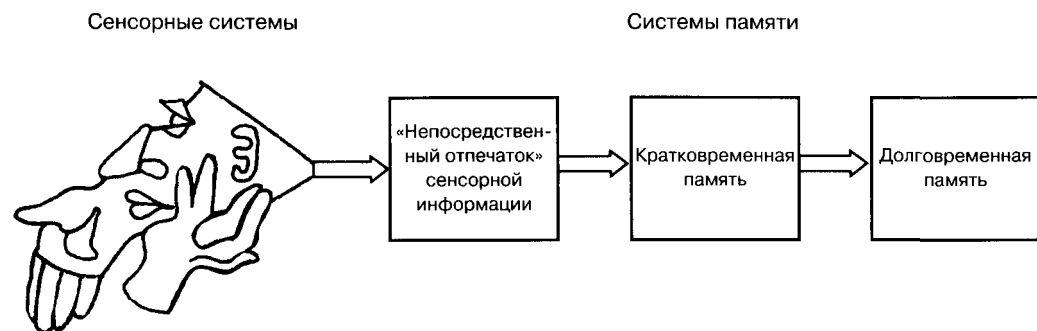 Сенсорные системы
Системы памяти
«Непосредствен-
ный отпечаток»
сенсорной
информации
Кратковременная
память
Долговременная
память